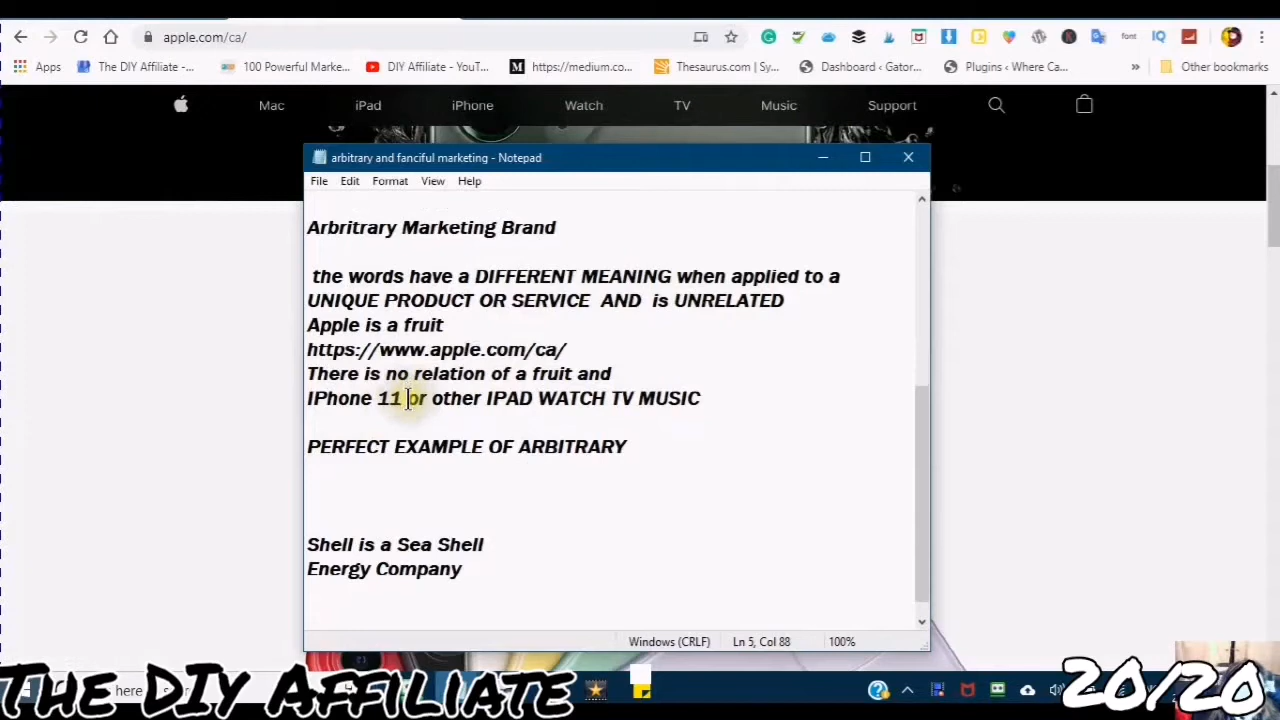 apple.com/ca/
font
IQ
Apps
The DIY Affiliate -...
100 Powerful Marke...
DIY Affiliate - YouT...
https://medium.co...
Thesaurus.com | Sy...
Dashboard ‹ Gator...
Plugins ‹ Where Ca...
»
Other bookmarks
Mac
iPad
iPhone
Watch
TV
Music
Support
arbitrary and fanciful marketing - Notepad
File
Edit
Format
View
Help
Arbritrary Marketing Brand
the words have a DIFFERENT MEANING when applied to a
UNIQUE PRODUCT OR SERVICE AND is UNRELATED
Apple is a fruit
https://www.apple.com/ca/
There is no relation of a fruit and
IPhone 11 or other IPAD WATCH TV MUSIC
PERFECT EXAMPLE OF ARBITRARY
Shell is a Sea Shell
Energy Company
Windows (CRLF)
Ln 5, Col 88
100%
The DIY Affiliate
here
20/20